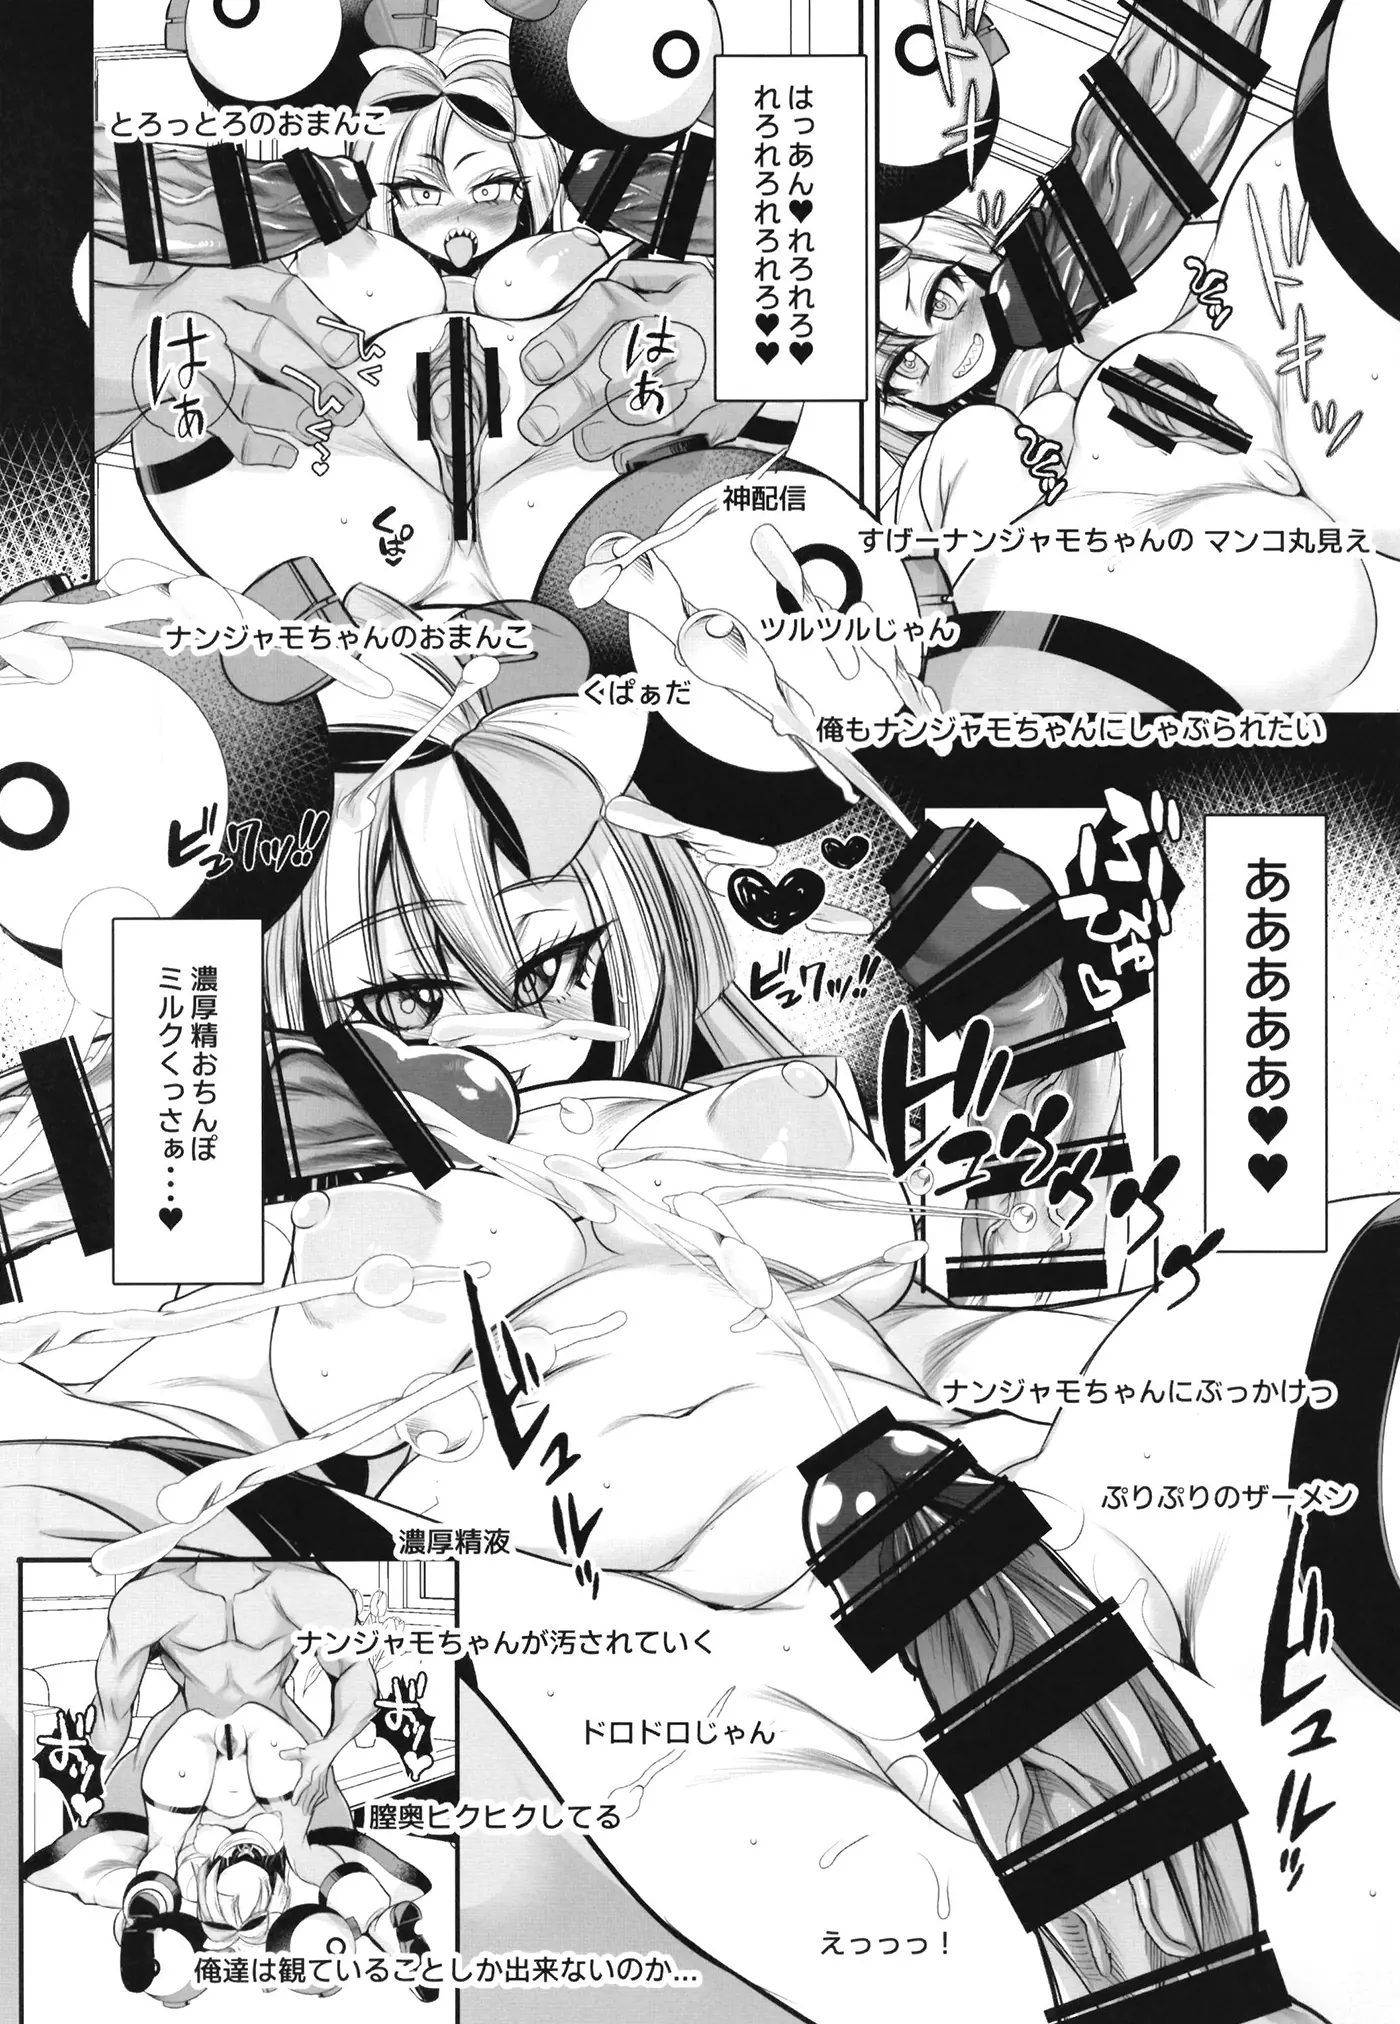 はっあん♥れろれろ♥
れろれろれろれろ♥♥
とろっとろのおまんこ
ドキ
ドキ
ひくっ
ひくっ
はぁ
はぁ
くぱぁ
神配信
すげーナンジャモちゃんの マンコ丸見え
ナンジャモちゃんのおまんこ
ツルツルじゃん
くぱぁだ
俺もナンジャモちゃんにしゃぶられたい
ああああああ♥♥
ビュクッ!!
ビュクッ!!
濃厚精おちんぽ
ミルクくっさぁ…♥
ナンジャモちゃんにぶっかけっ
ぷりぷりのザーメン
ビュルッ
ビュルッ
濃厚精液
ナンジャモちゃんが汚されていく
ドロドロじゃん
膣奥ヒクヒクしてる
えっっっ！
俺達は観ていることしか出来ないのか...